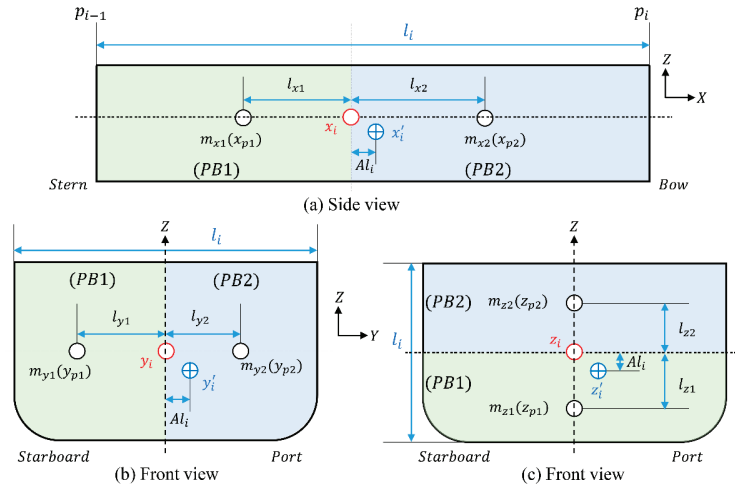 p_{i−1}
p_i
l_i
Z
X
l_{x1}
l_{x2}
x_i
x_i′
m_{x1}(x_{p1})
m_{x2}(x_{p2})
(PB1)
(PB2)
Al_i
Stern
Bow
(a) Side view
Z
l_i
(PB1)
(PB2)
l_{y1}
l_{y2}
Z
Y
m_{y1}(y_{p1})
y_i
y_i′
m_{y2}(y_{p2})
Al_i
Starboard
Port
(b) Front view
Z
(PB2)
m_{z2}(z_{p2})
l_{z2}
l_i
z_i
Al_i
(PB1)
z_i′
l_{z1}
m_{z1}(z_{p1})
Starboard
Port
(c) Front view